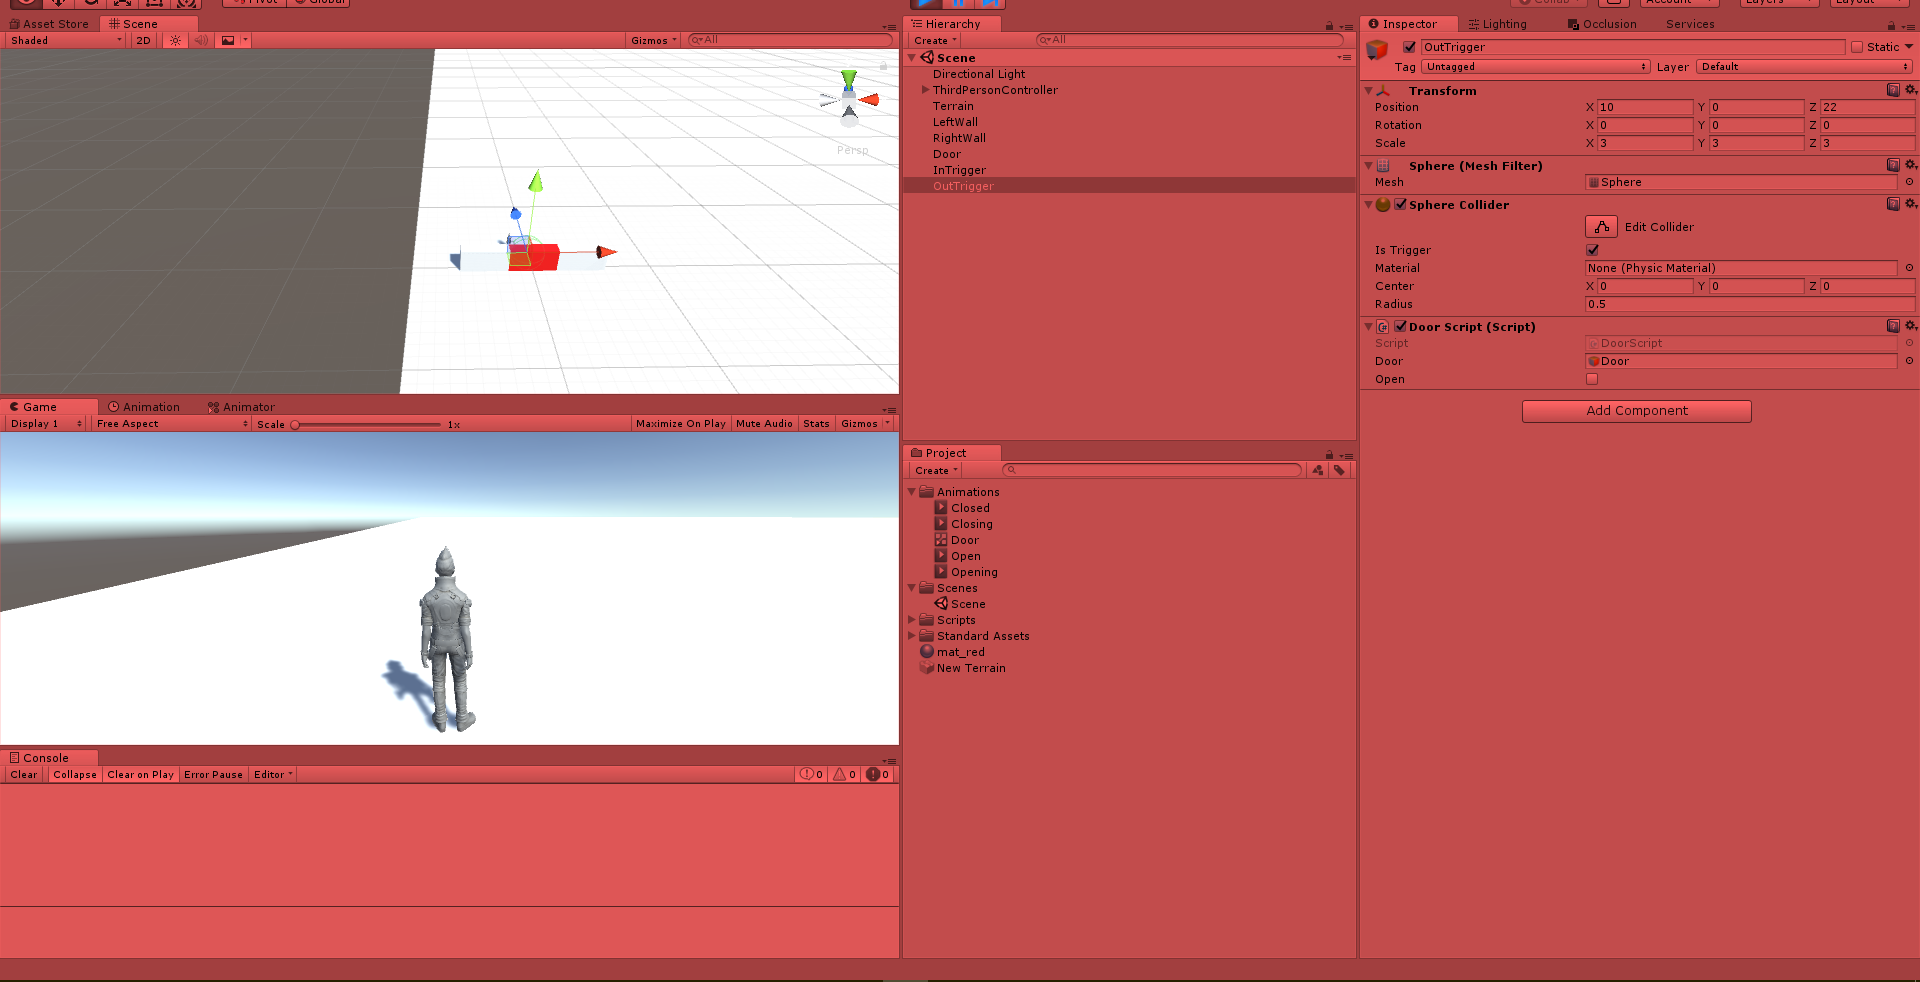 Pivot Global
Collab Account Layers Layout
Asset Store Scene
Shaded 2D Gizmos All
Persp
Game Animation Animator
Display 1 Free Aspect Scale 1x Maximize On Play Mute Audio Stats Gizmos
Console
Clear Collapse Clear on Play Error Pause Editor 0 0 0
Hierarchy
Create All
Scene
Directional Light
ThirdPersonController
Terrain
LeftWall
RightWall
Door
InTrigger
OutTrigger
Project
Create
Animations
Closed
Closing
Door
Open
Opening
Scenes
Scene
Scripts
Standard Assets
mat_red
New Terrain
Inspector Lighting Occlusion Services
OutTrigger Static
Tag Untagged Layer Default
Transform
Position X 10 Y 0 Z 22
Rotation X 0 Y 0 Z 0
Scale X 3 Y 3 Z 3
Sphere (Mesh Filter)
Mesh Sphere
Sphere Collider
Edit Collider
Is Trigger
Material None (Physic Material)
Center X 0 Y 0 Z 0
Radius 0.5
Door Script (Script)
Script DoorScript
Door Door
Open
Add Component